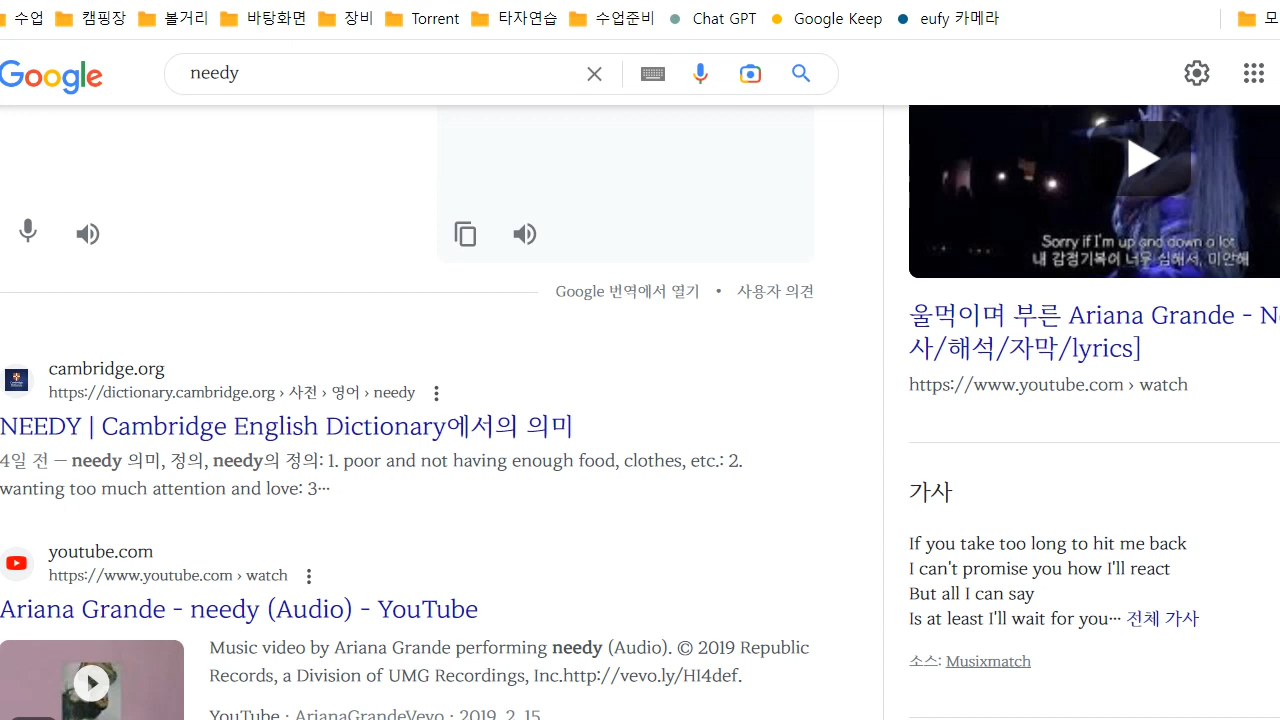 수업 캠핑장 볼거리 바탕화면 장비 Torrent 타자연습 수업준비 Chat GPT Google Keep eufy 카메라 모
Google needy
Google 번역에서 열기 • 사용자 의견
cambridge.org
https://dictionary.cambridge.org › 사전 › 영어 › needy
NEEDY | Cambridge English Dictionary에서의 의미
4일 전 — needy 의미, 정의, needy의 정의: 1. poor and not having enough food, clothes, etc.: 2.
wanting too much attention and love: 3…
youtube.com
https://www.youtube.com › watch
Ariana Grande - needy (Audio) - YouTube
Music video by Ariana Grande performing needy (Audio). © 2019 Republic
Records, a Division of UMG Recordings, Inc.http://vevo.ly/HI4def.
YouTube · ArianaGrandeVevo · 2019. 2. 15.
Sorry if I'm up and down a lot
내 감정기복이 너무 심해서, 미안해
울먹이며 부른 Ariana Grande - N
사/해석/자막/lyrics]
https://www.youtube.com › watch
가사
If you take too long to hit me back
I can't promise you how I'll react
But all I can say
Is at least I'll wait for you… 전체 가사
소스: Musixmatch